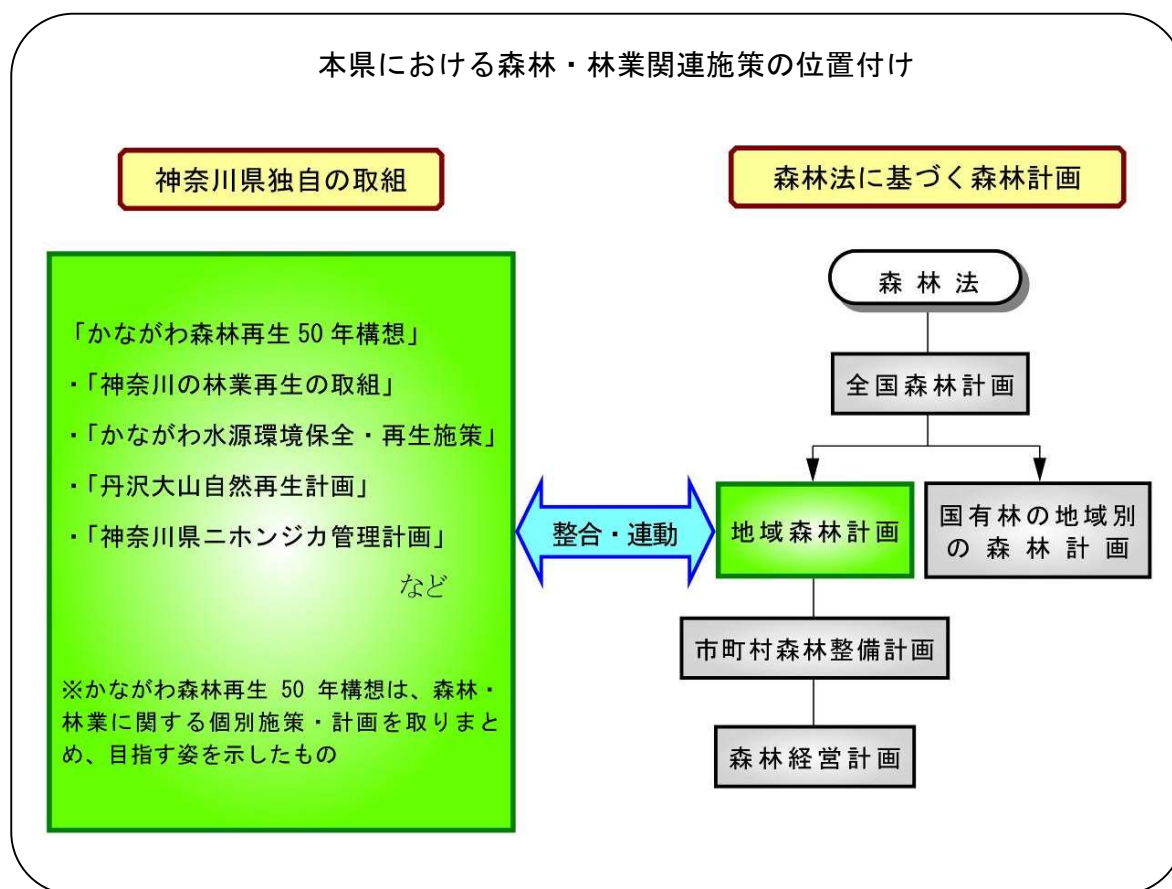 本県における森林・林業関連施策の位置付け
神奈川県独自の取組
「かながわ森林再生 50 年構想」
・「神奈川の林業再生の取組」
・「かながわ水源環境保全・再生施策」
・「丹沢大山自然再生計画」
・「神奈川県ニホンジカ管理計画」
など
※かながわ森林再生 50 年構想は、森林・
林業に関する個別施策・計画を取りまと
め、目指す姿を示したもの
整合・連動
森林法に基づく森林計画
森 林 法
全国森林計画
地域森林計画
国有林の地域別
の 森 林 計 画
市町村森林整備計画
森林経営計画